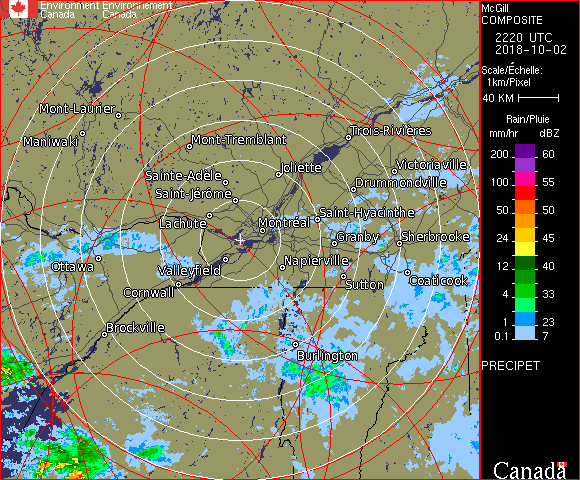 Environment Environnement
Canada Canada
McGill
COMPOSITE
2220 UTC
2018-10-02
Scale/Échelle:
1km/Pixel
40 KM
Rain/Pluie
mm/hr dBZ
200 60
150 57
100 55
50 50
24 45
12 40
4 33
1 23
0.1 7
PRECIPET
Canada
Mont-Laurier
Maniwaki
Mont-Tremblant
Trois-Rivières
Sainte-Adèle
Joliette
Victoriaville
Saint-Jérôme
Drummondville
Lachute
Montréal
Saint-Hyacinthe
Granby
Sherbrooke
Ottawa
Valleyfield
Napierville
Cornwall
Sutton
Coaticook
Brockville
Burlington